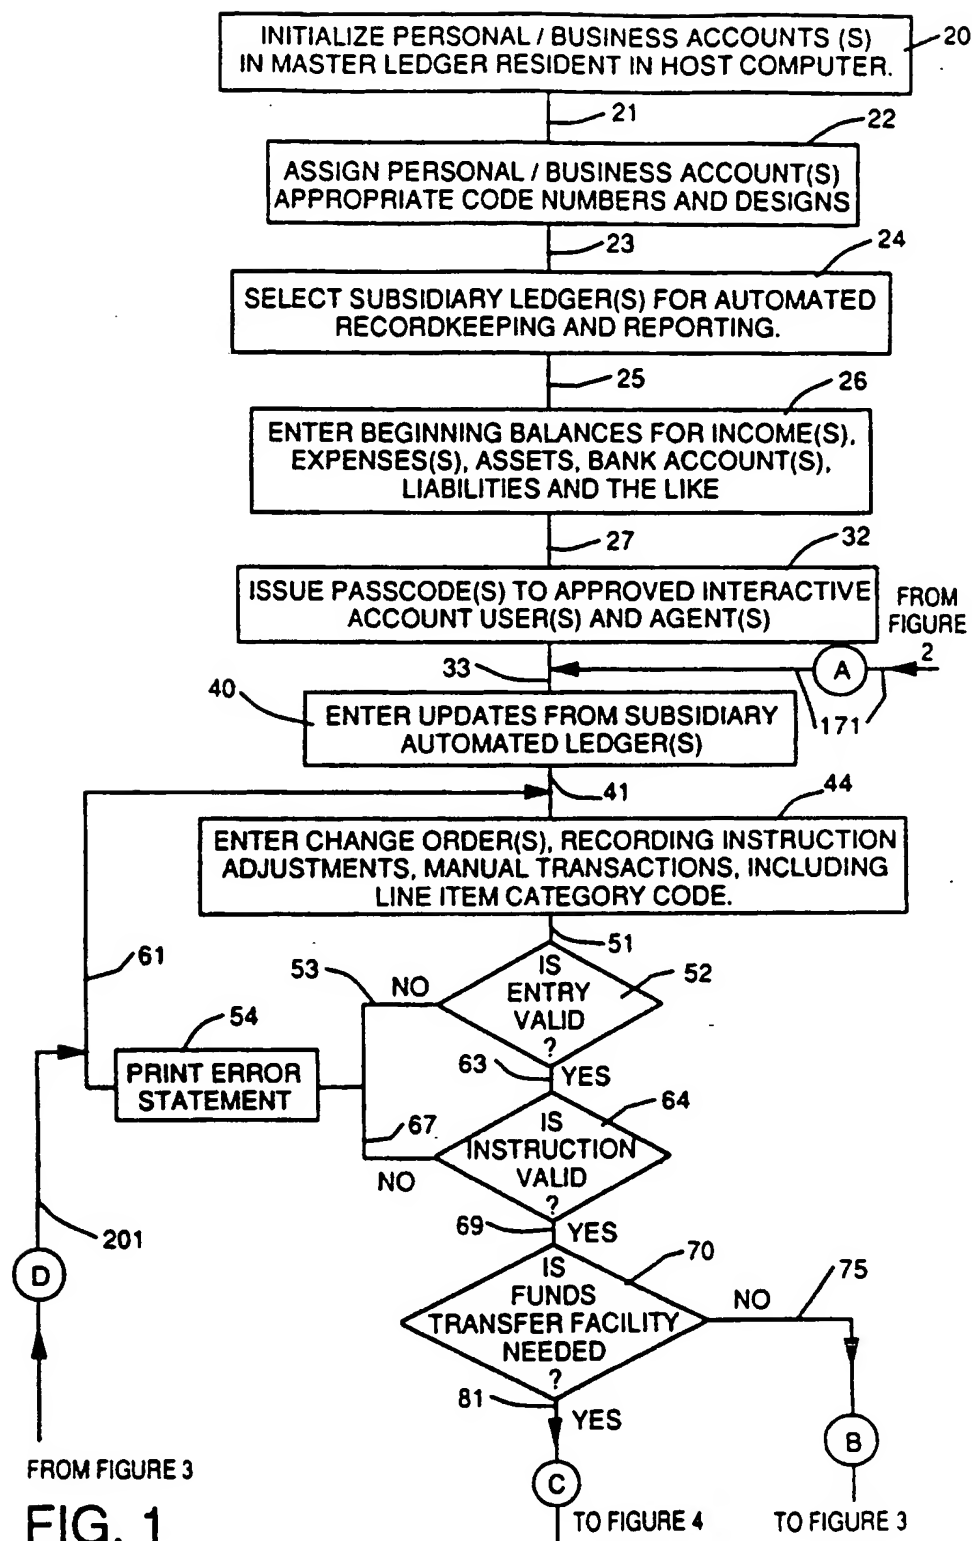 INITIALIZE PERSONAL / BUSINESS ACCOUNTS (S)
IN MASTER LEDGER RESIDENT IN HOST COMPUTER.
20
21
22
ASSIGN PERSONAL / BUSINESS ACCOUNT(S)
APPROPRIATE CODE NUMBERS AND DESIGNS
23
24
SELECT SUBSIDIARY LEDGER(S) FOR AUTOMATED
RECORDKEEPING AND REPORTING.
25
26
ENTER BEGINNING BALANCES FOR INCOME(S),
EXPENSES(S), ASSETS, BANK ACCOUNT(S),
LIABILITIES AND THE LIKE
27
32
ISSUE PASSCODE(S) TO APPROVED INTERACTIVE
ACCOUNT USER(S) AND AGENT(S)
FROM
FIGURE
2
33
A
171
40
ENTER UPDATES FROM SUBSIDIARY
AUTOMATED LEDGER(S)
41
44
ENTER CHANGE ORDER(S), RECORDING INSTRUCTION
ADJUSTMENTS, MANUAL TRANSACTIONS, INCLUDING
LINE ITEM CATEGORY CODE.
51
61
53
NO
IS
ENTRY
VALID
?
52
54
PRINT ERROR
STATEMENT
63
YES
64
67
NO
IS
INSTRUCTION
VALID
?
69
YES
201
D
70
IS
FUNDS
TRANSFER FACILITY
NEEDED
?
NO
75
81
YES
B
C
FROM FIGURE 3
TO FIGURE 4
TO FIGURE 3
FIG. 1